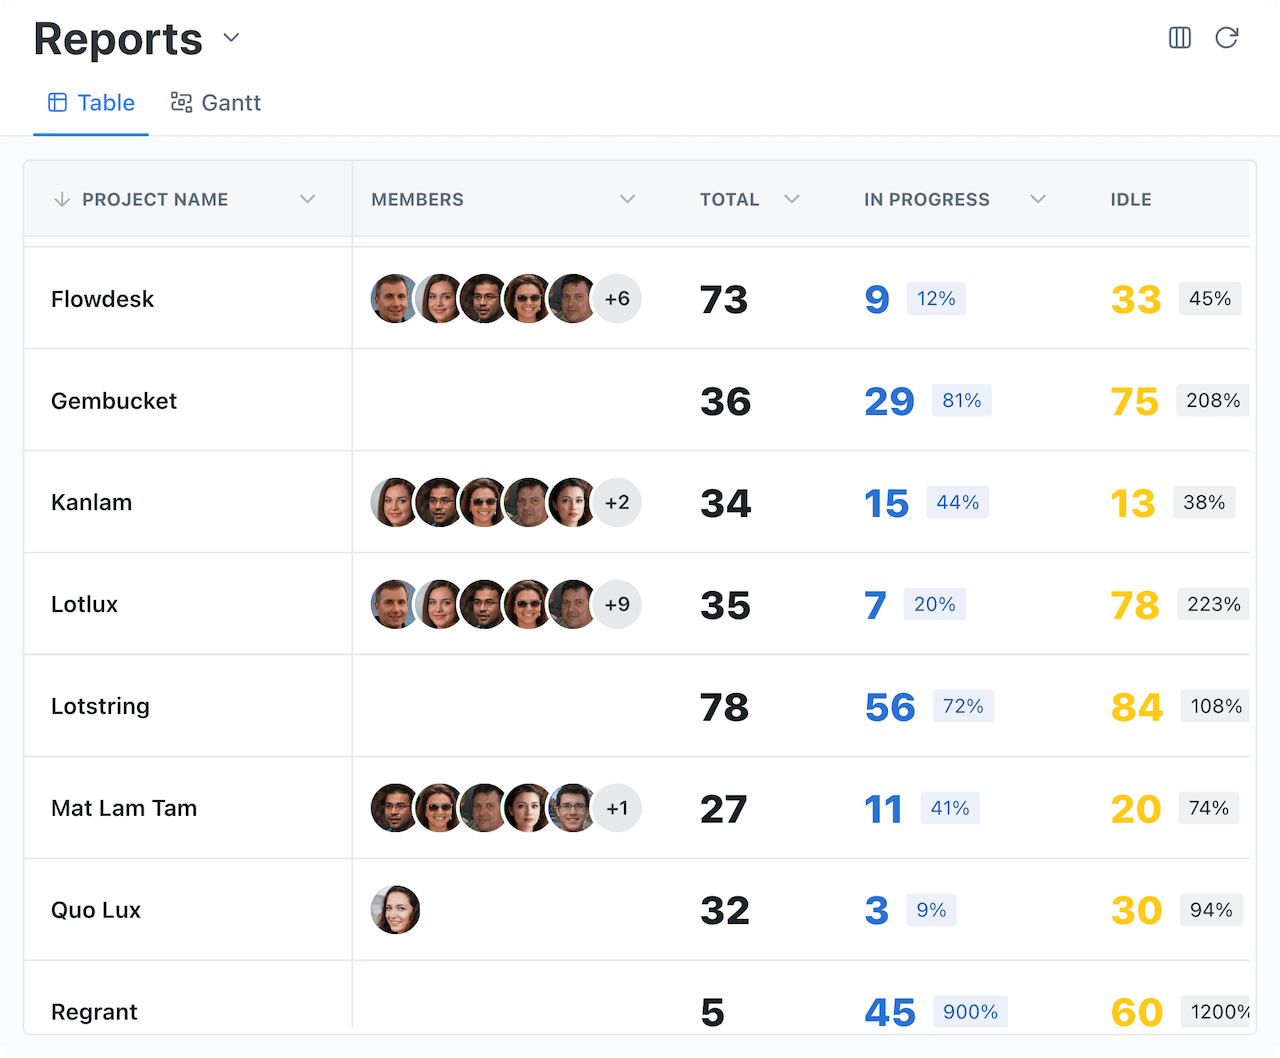 Reports
Table Gantt
PROJECT NAME MEMBERS TOTAL IN PROGRESS IDLE
Flowdesk +6 73 9 12% 33 45%
Gembucket 36 29 81% 75 208%
Kanlam +2 34 15 44% 13 38%
Lotlux +9 35 7 20% 78 223%
Lotstring 78 56 72% 84 108%
Mat Lam Tam +1 27 11 41% 20 74%
Quo Lux 32 3 9% 30 94%
Regrant 5 45 900% 60 1200%